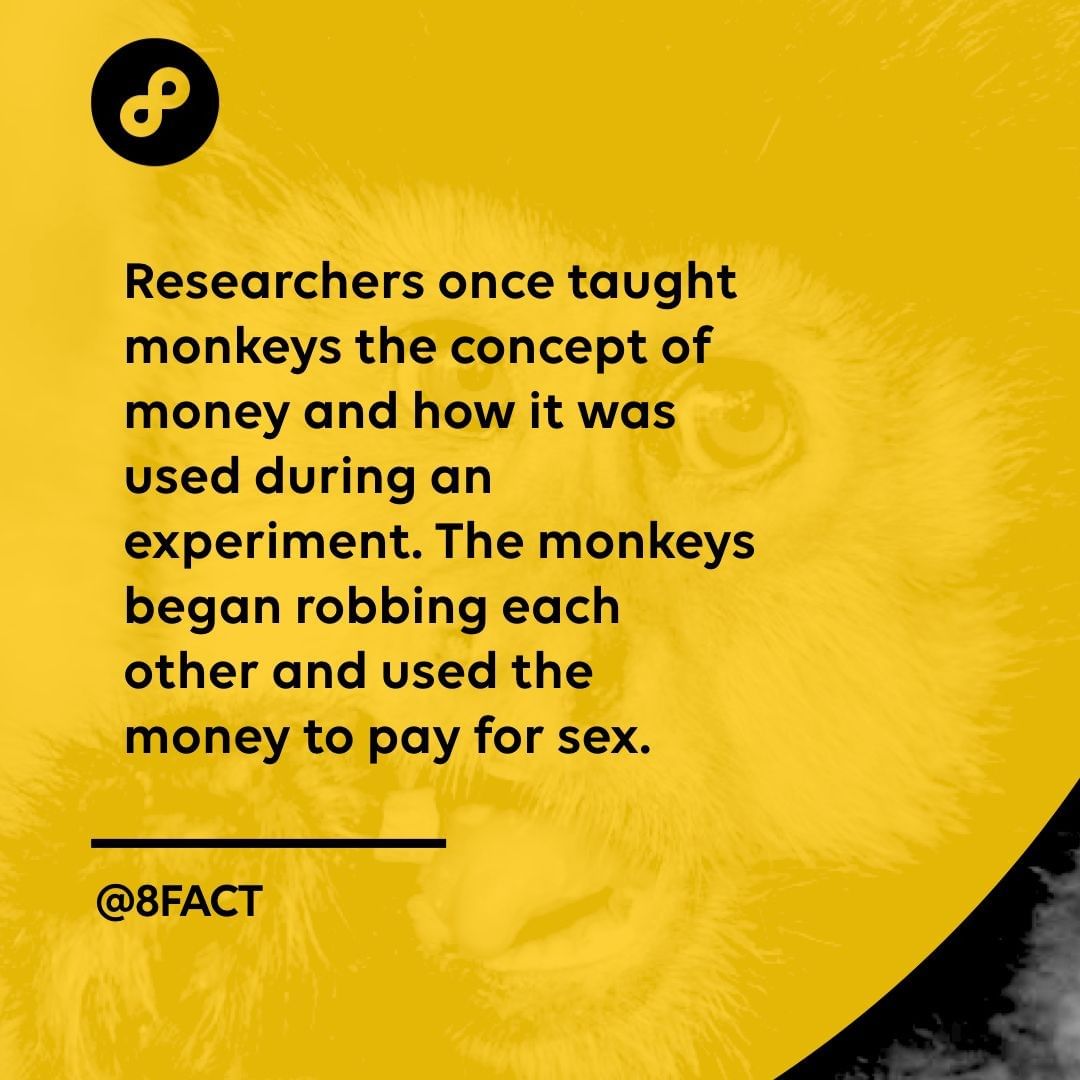 Researchers once taught
monkeys the concept of
money and how it was
used during an
experiment. The monkeys
began robbing each
other and used the
money to pay for sex.
@8FACT